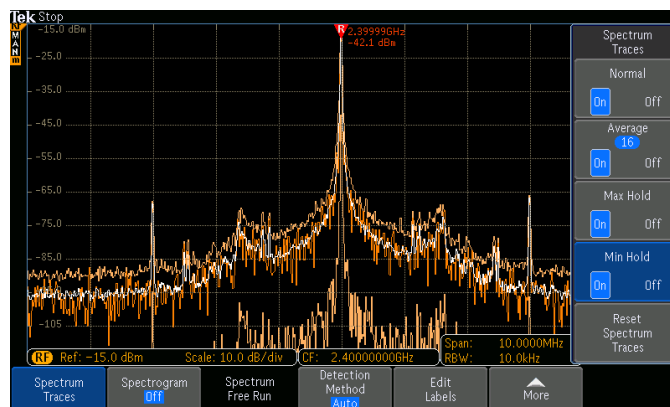 Tek Stop
N
M
A
N
m
-15.0 dBm
-25.0
-35.0
-45.0
-55.0
-65.0
-75.0
-85.0
-95.0
-105
R
2.39999GHz
-42.1 dBm
RF Ref: -15.0 dBm Scale: 10.0 dB/div CF: 2.40000000GHz
Span: 10.0000MHz
RBW: 10.0kHz
Spectrum
Traces
Normal
On Off
Average
16
On Off
Max Hold
On Off
Min Hold
On Off
Reset
Spectrum
Traces
Spectrum
Traces
Spectrogram
Off
Spectrum
Free Run
Detection
Method
Auto
Edit
Labels
More